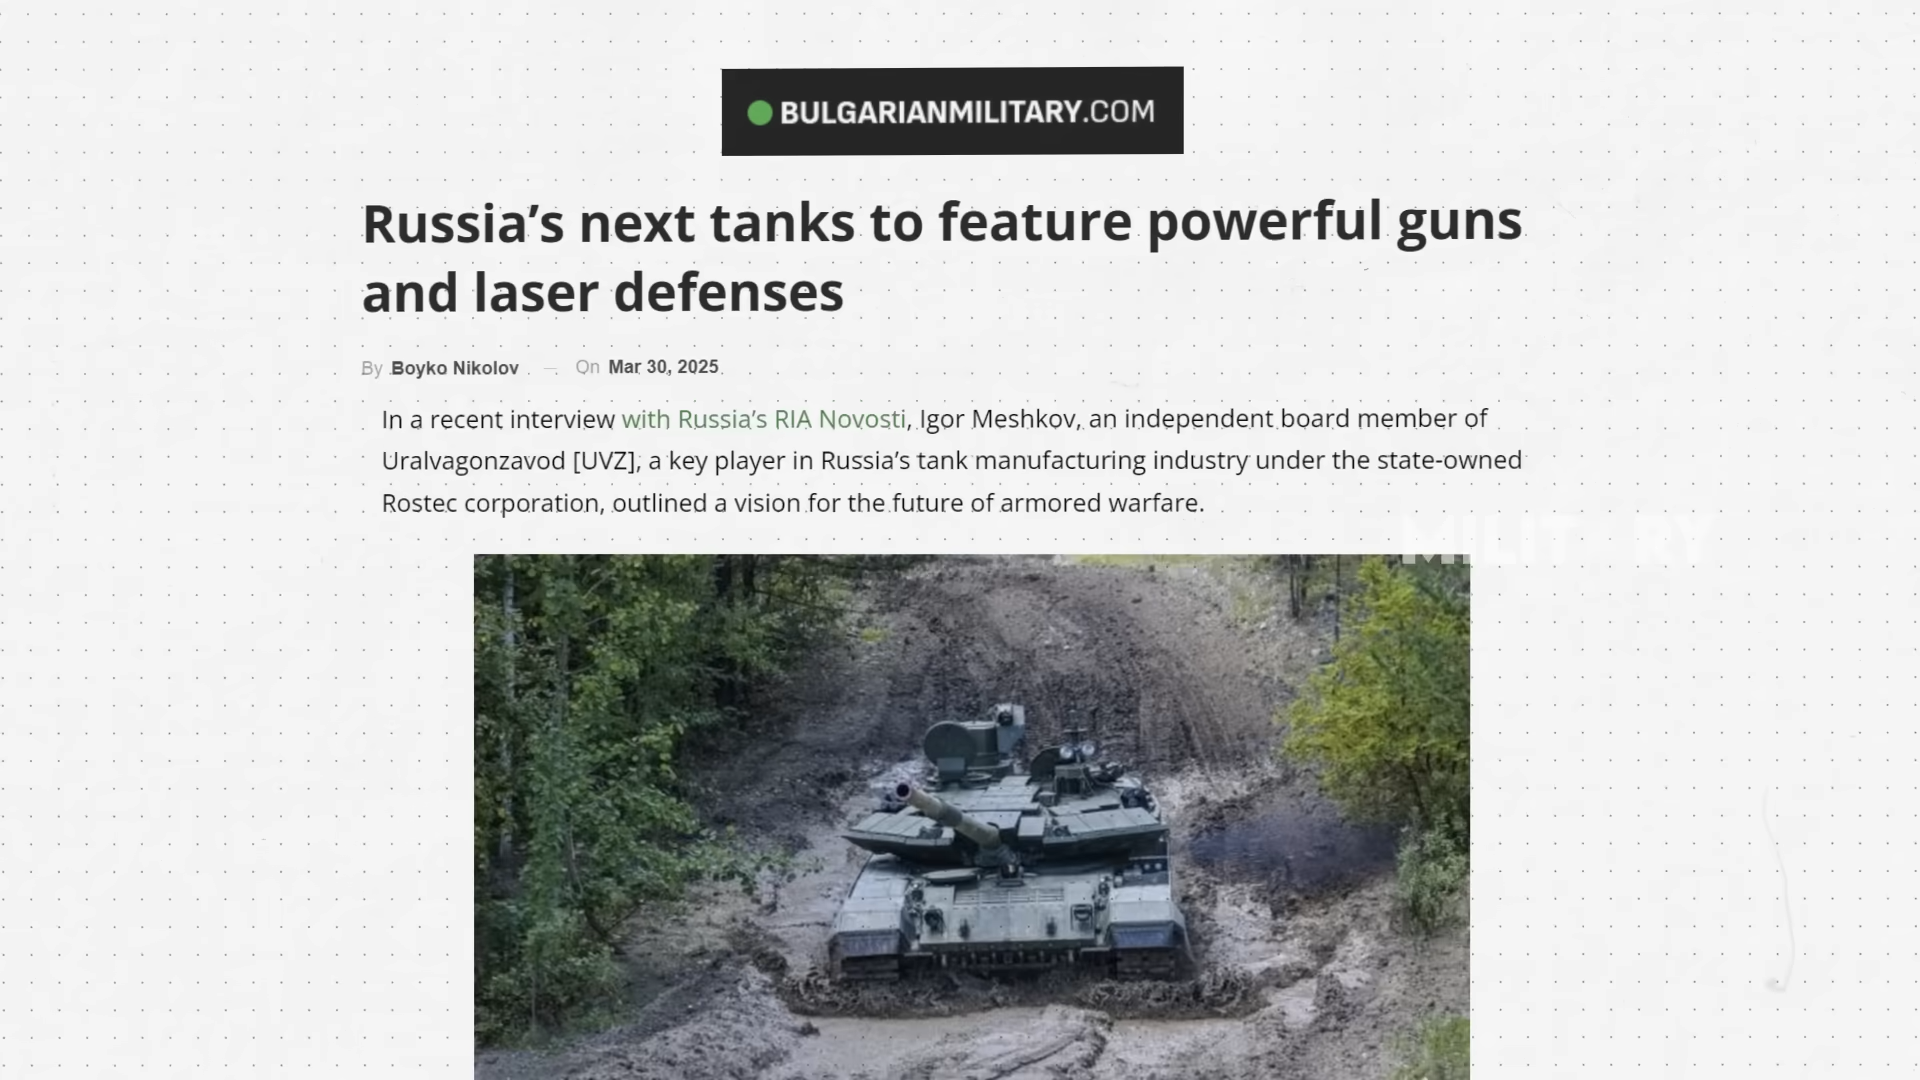 BULGARIANMILITARY.COM
Russia’s next tanks to feature powerful guns
and laser defenses
By Boyko Nikolov — On Mar 30, 2025
In a recent interview with Russia’s RIA Novosti, Igor Meshkov, an independent board member of
Uralvagonzavod [UVZ], a key player in Russia’s tank manufacturing industry under the state-owned
Rostec corporation, outlined a vision for the future of armored warfare.
MILITARY